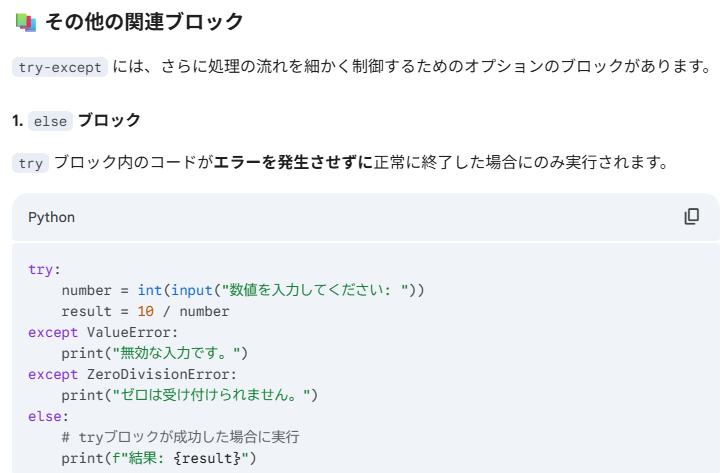 📚 その他の関連ブロック
try-except には、さらに処理の流れを細かく制御するためのオプションのブロックがあります。
1. else ブロック
try ブロック内のコードがエラーを発生させずに正常に終了した場合にのみ実行されます。
Python
try:
    number = int(input("数値を入力してください: "))
    result = 10 / number
except ValueError:
    print("無効な入力です。")
except ZeroDivisionError:
    print("ゼロは受け付けられません。")
else:
    # tryブロックが成功した場合に実行
    print(f"結果: {result}")